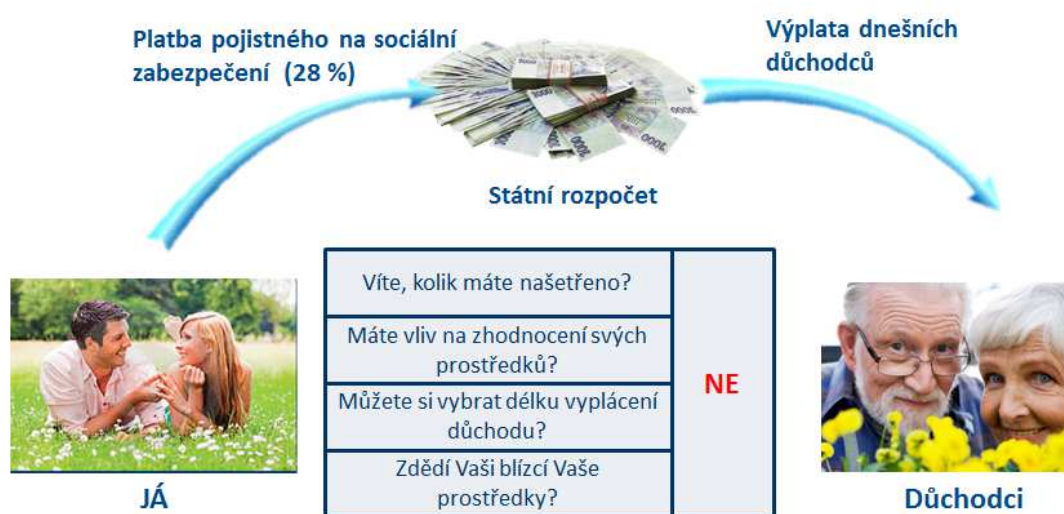 Platba pojistného na sociální
zabezpečení (28 %)
Výplata dnešních
důchodců
Státní rozpočet
Víte, kolik máte našetřeno?
Máte vliv na zhodnocení svých
prostředků?
Můžete si vybrat délku vyplácení
důchodu?
Zdědí Vaši blízcí Vaše
prostředky?
NE
JÁ
Důchodci